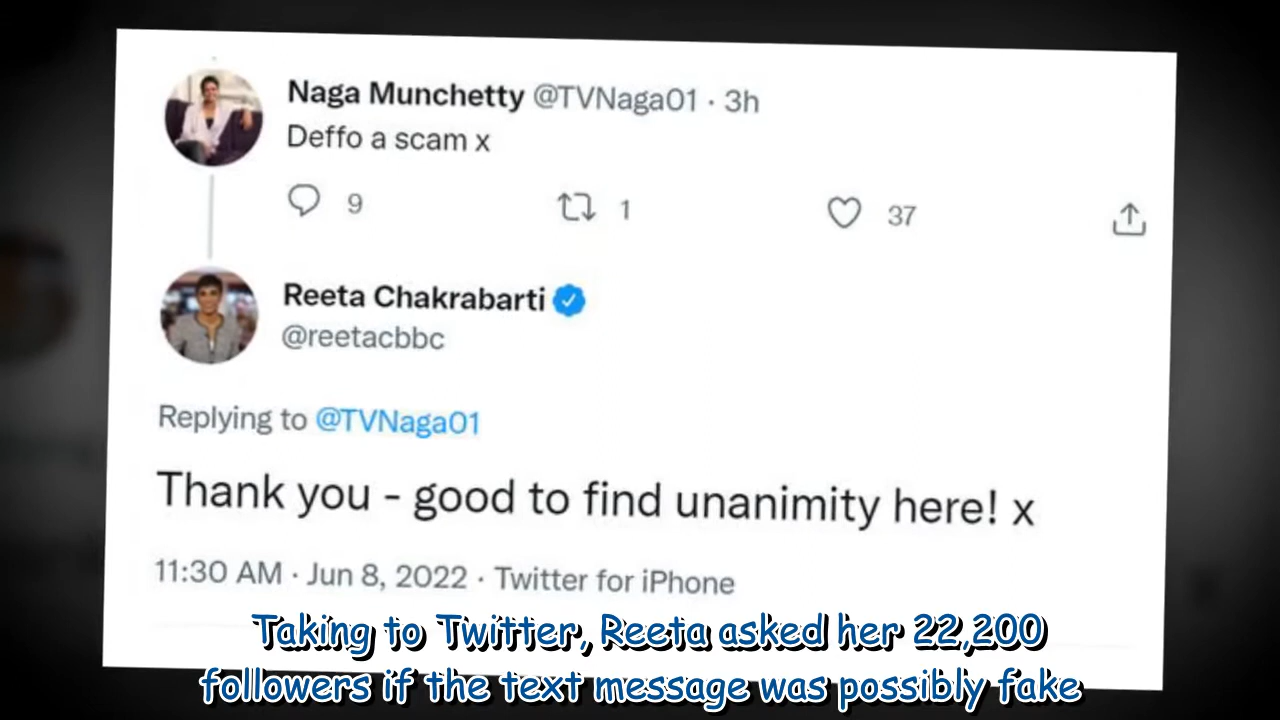 Naga Munchetty @TVNaga01 · 3h
Deffo a scam x
9 1 37
Reeta Chakrabarti
@reetacbbc
Replying to @TVNaga01
Thank you - good to find unanimity here! x
11:30 AM · Jun 8, 2022 · Twitter for iPhone
Taking to Twitter, Reeta asked her 22,200
followers if the text message was possibly fake